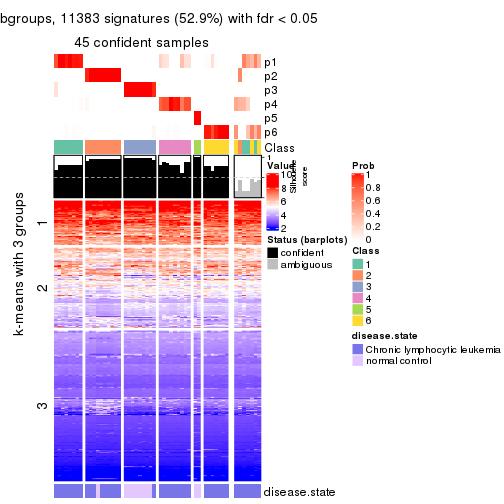 bgroups, 11383 signatures (52.9%) with fdr < 0.05
45 confident samples
p1
p2
p3
p4
p5
p6
Class
1
Silhouette
score
k-means with 3 groups
1
2
3
disease.state
Value
10
8
6
4
2
Status (barplots)
confident
ambiguous
Prob
1
0.8
0.6
0.4
0.2
0
Class
1
2
3
4
5
6
disease.state
Chronic lymphocytic leukemia
normal control